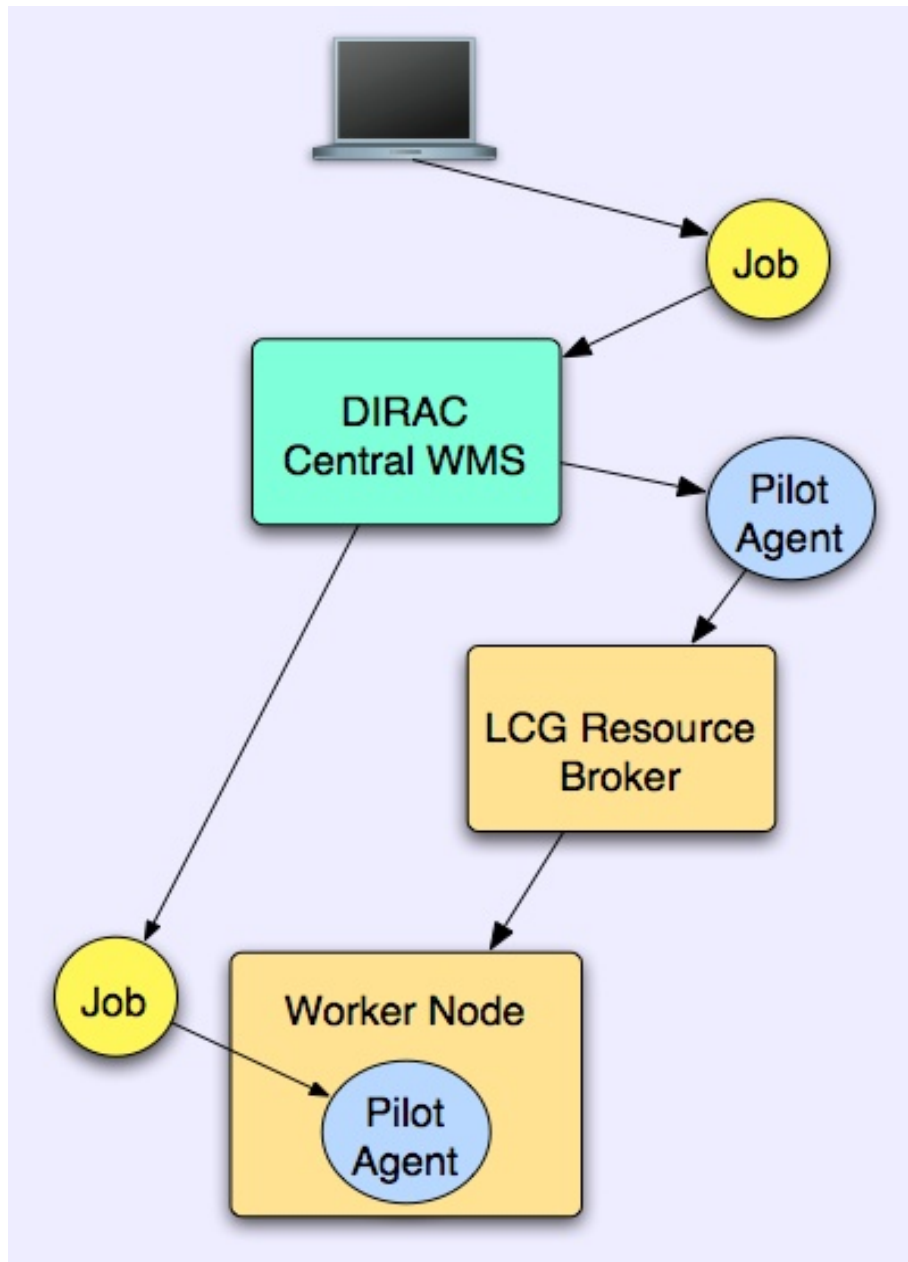 Job
DIRAC
Central WMS
Pilot
Agent
LCG Resource
Broker
Job
Worker Node
Pilot
Agent